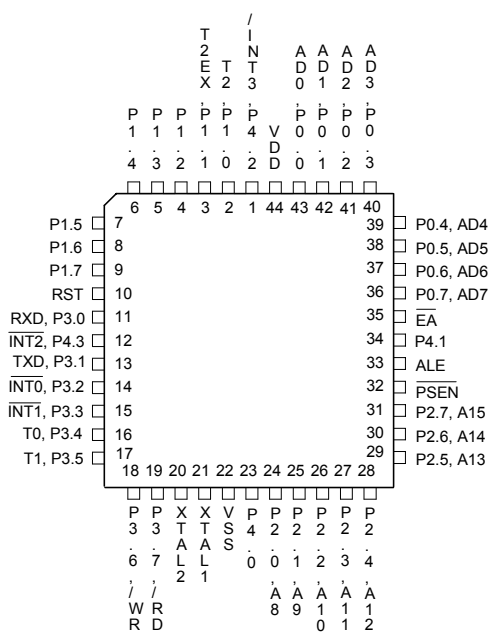 P1.4
P1.3
P1.2
T2EX,P1.1
T2,P1.0
/INT3,P4.2
VDD
AD0,P0.0
AD1,P0.1
AD2,P0.2
AD3,P0.3
6 5 4 3 2 1 44 43 42 41 40
P1.5 7
P1.6 8
P1.7 9
RST 10
RXD, P3.0 11
INT2, P4.3 12
TXD, P3.1 13
INT0, P3.2 14
INT1, P3.3 15
T0, P3.4 16
T1, P3.5 17
39 P0.4, AD4
38 P0.5, AD5
37 P0.6, AD6
36 P0.7, AD7
35 EA
34 P4.1
33 ALE
32 PSEN
31 P2.7, A15
30 P2.6, A14
29 P2.5, A13
18 19 20 21 22 23 24 25 26 27 28
P3.6,/WR
P3.7,/RD
XTAL2
XTAL1
VSS
P4.0
P2.0,A8
P2.1,A9
P2.2,A10
P2.3,A11
P2.4,A12